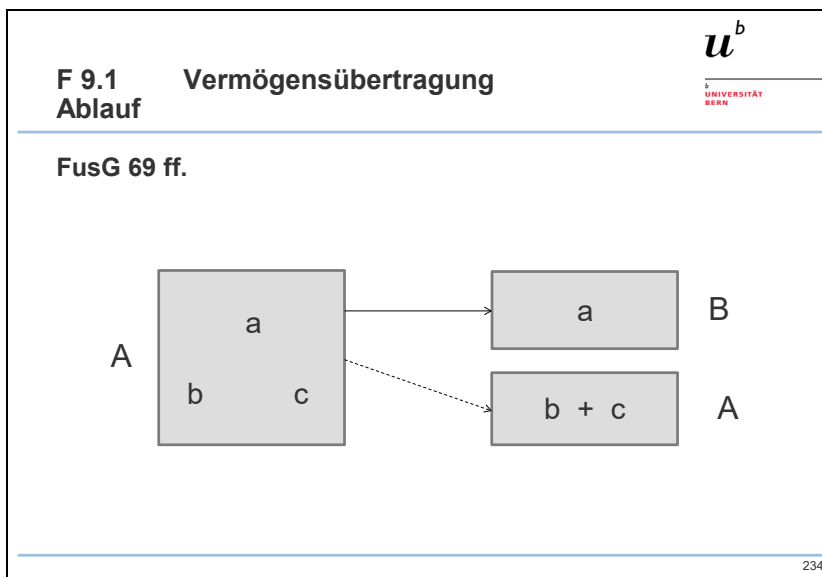 u^b
F 9.1 Vermögensübertragung
Ablauf
b
UNIVERSITÄT
BERN
FusG 69 ff.
a
b c
A
a
B
b + c
A
234